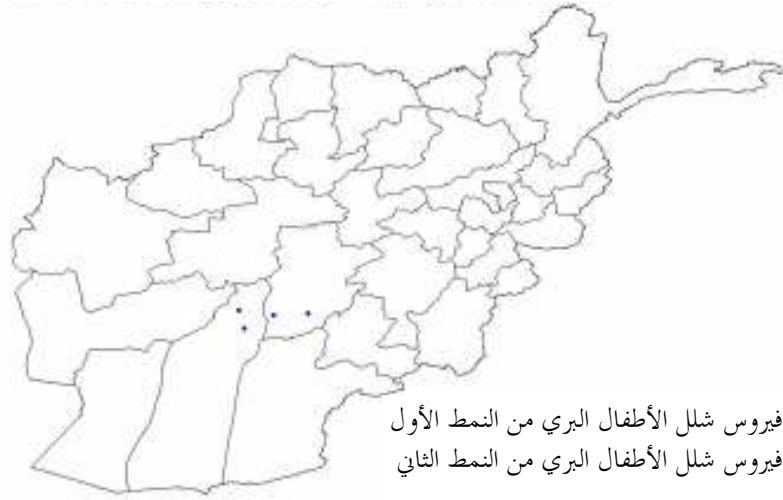 فيروس شلل الأطفال البري من النمط الأول
فيروس شلل الأطفال البري من النمط الثاني